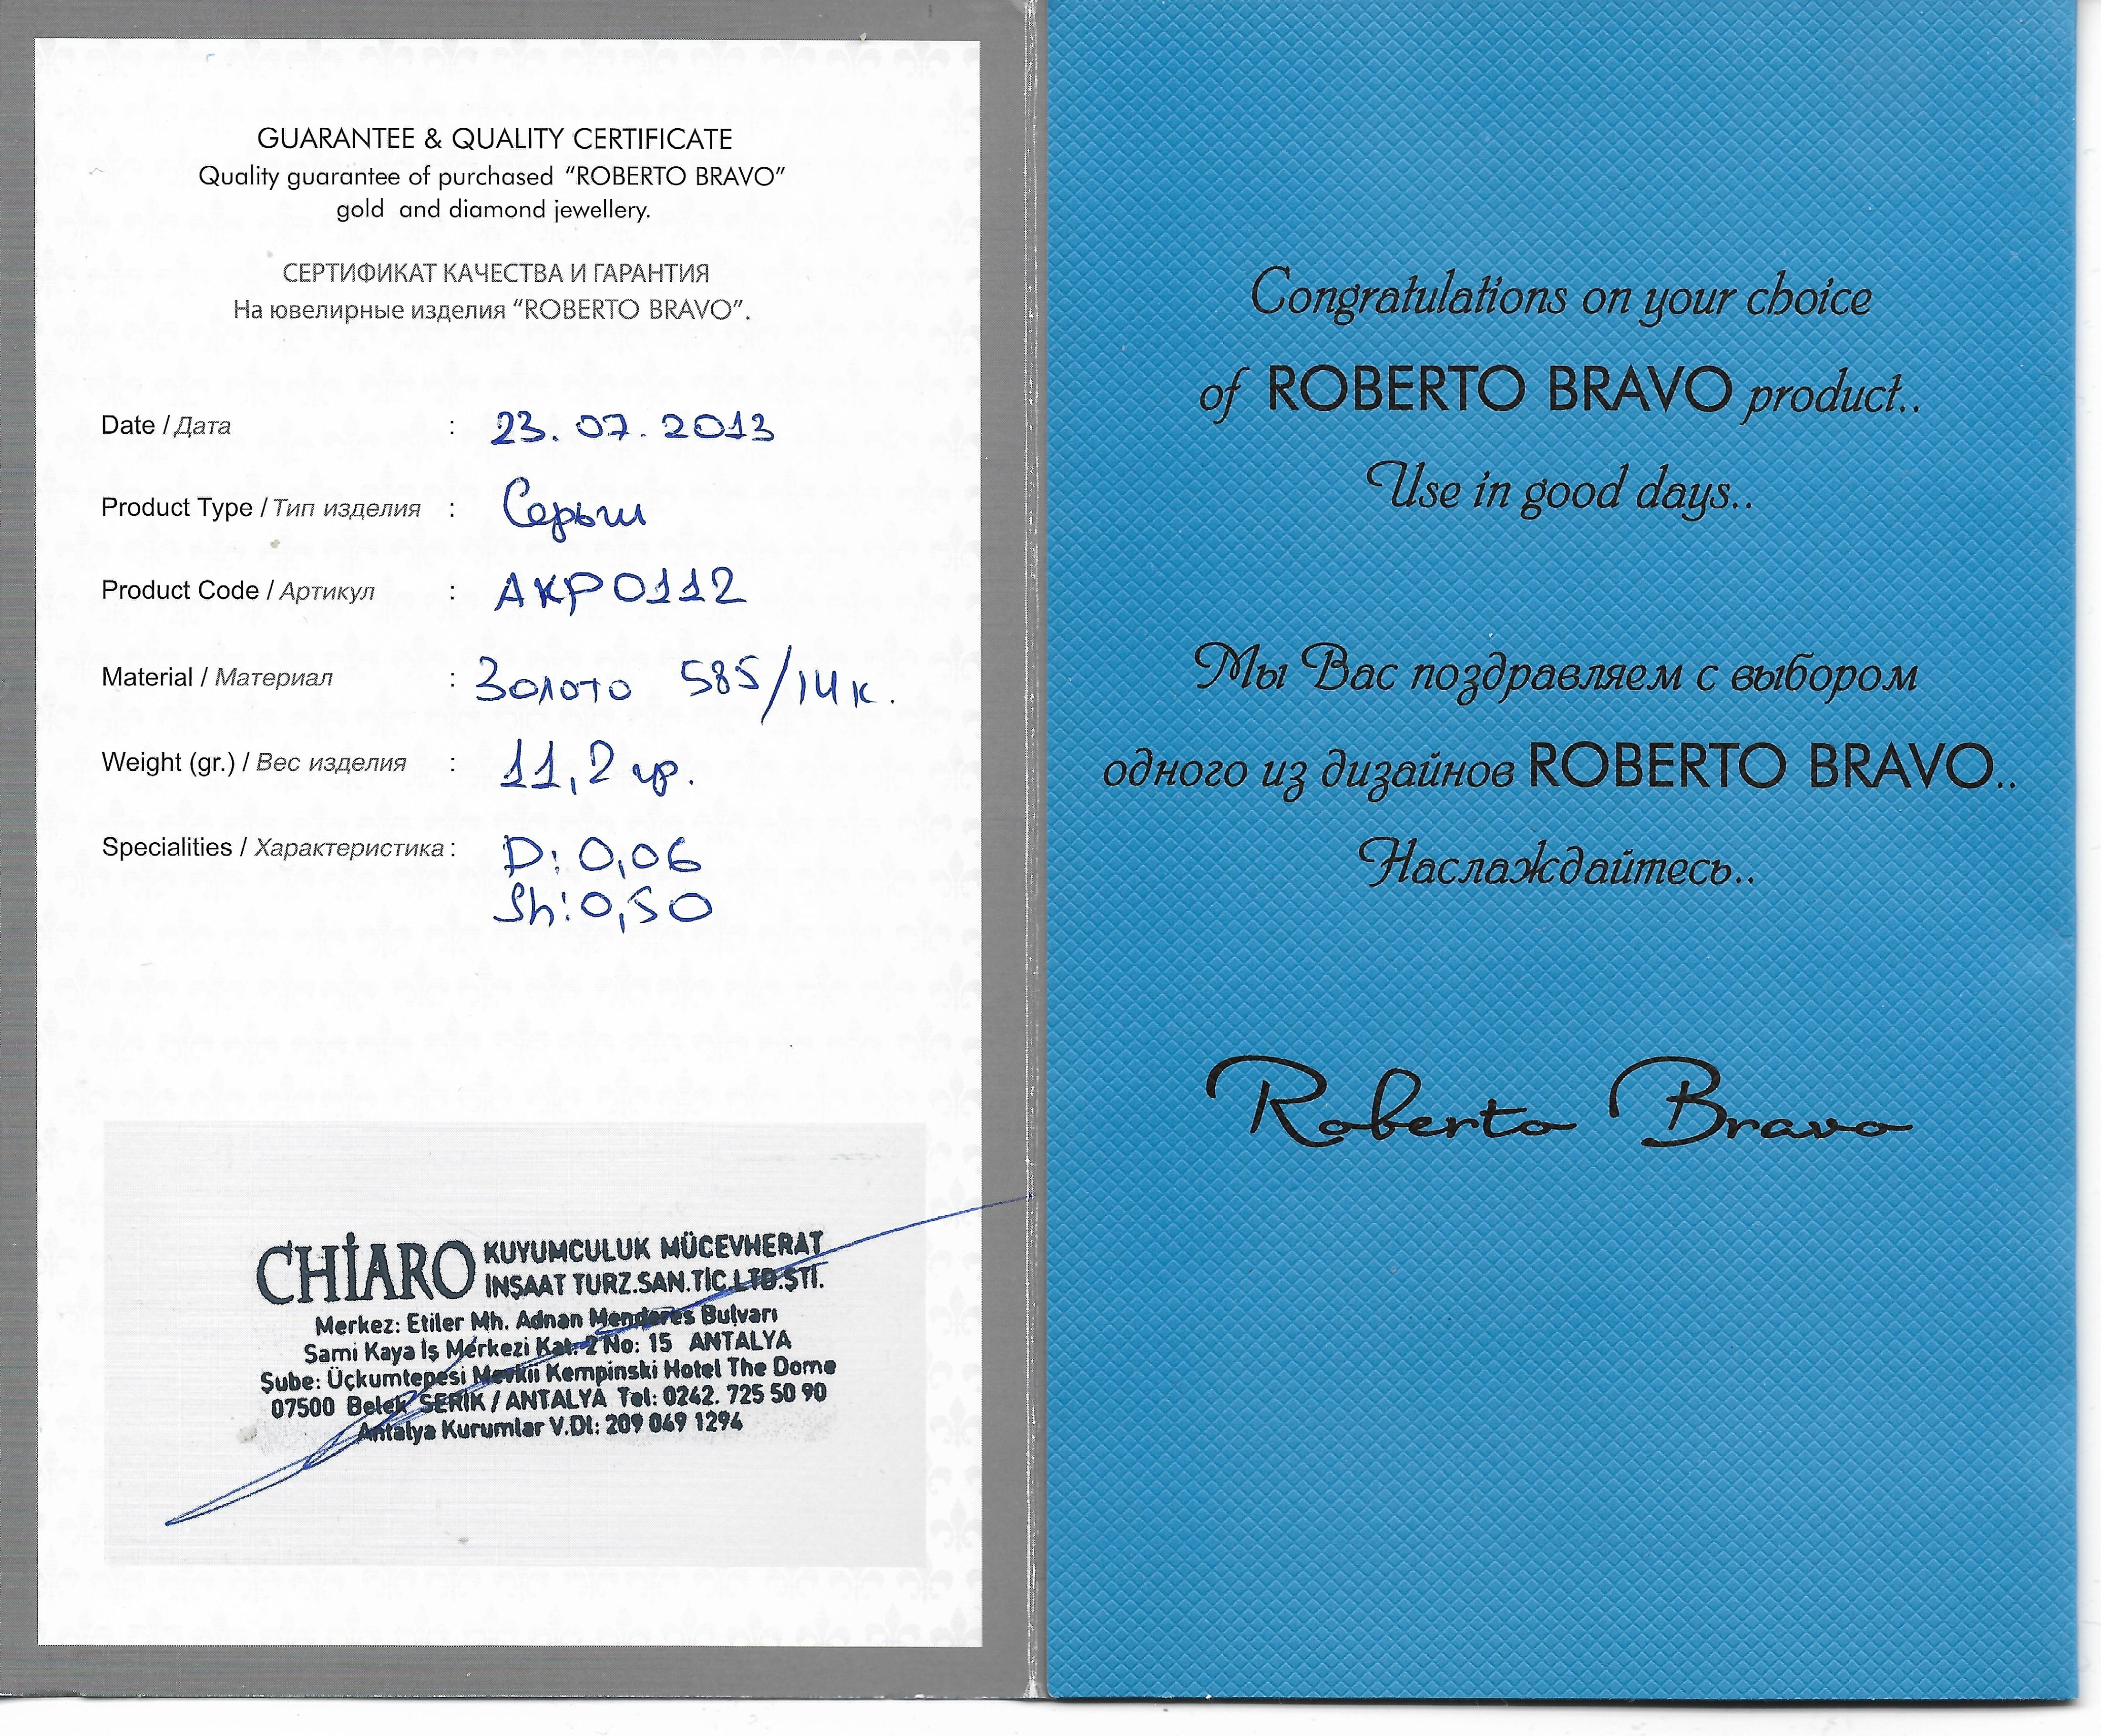 GUARANTEE & QUALITY CERTIFICATE
Quality guarantee of purchased “ROBERTO BRAVO”
gold and diamond jewellery.
СЕРТИФИКАТ КАЧЕСТВА И ГАРАНТИЯ
На ювелирные изделия “ROBERTO BRAVO”.
Date / Дата : 23.07.2013
Product Type / Тип изделия : Серьги
Product Code / Артикул : AKP0112
Material / Материал : Золото 585/14к.
Weight (gr.) / Вес изделия : 11,2 гр.
Specialities / Характеристика : D: 0,06
Sh: 0,50
CHİARO KUYUMCULUK MÜCEVHERAT
INŞAAT TURZ.SAN.TİC.LTD.ŞTİ.
Merkez: Etiler Mh. Adnan Menderes Bulvarı
Sami Kaya İş Merkezi Kat: 2 No: 15 ANTALYA
Şube: Üçkumtepesi Mevkii Kempinski Hotel The Dome
07500 Belek SERİK / ANTALYA Tel: 0242. 725 50 90
Antalya Kurumlar V.Dİ: 209 049 1294
Congratulations on your choice
of ROBERTO BRAVO product..
Use in good days..
Мы Вас поздравляем с выбором
одного из дизайнов ROBERTO BRAVO..
Наслаждайтесь..
Roberto Bravo